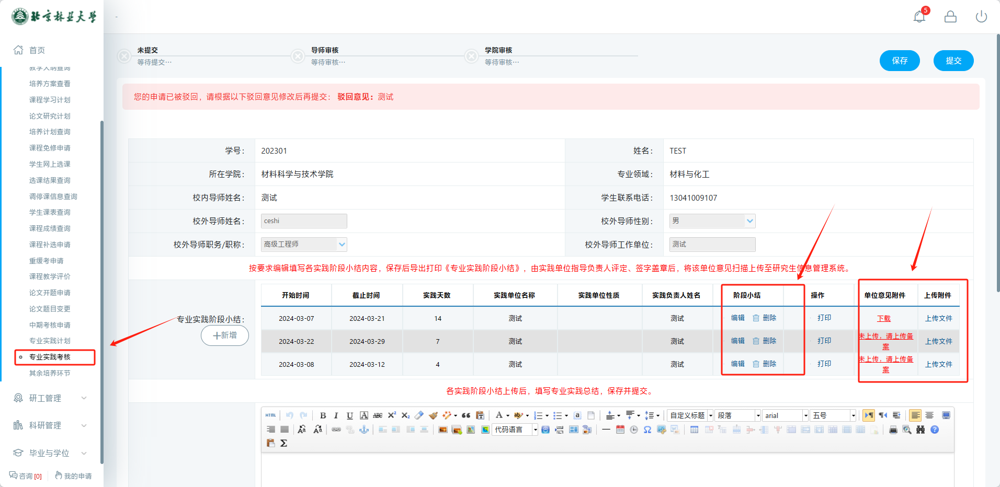 北京林业大学
-
5
首页
教学大纲查询
培养方案查看
课程学习计划
论文研究计划
培养计划查询
课程免修申请
学生网上选课
选课结果查询
调停课信息查询
学生课表查询
课程成绩查询
课程补选申请
重缓考申请
课程教学评价
论文开题申请
论文题目变更
中期考核申请
专业实践计划
专业实践考核
其余培养环节
研工管理
科研管理
毕业与学位
咨询 [0]
我的申请
未提交
等待提交···
导师审核
等待审核···
学院审核
等待审核···
保存
提交
您的申请已被驳回，请根据以下驳回意见修改后再提交： 驳回意见：测试
学号： 202301 姓名： TEST
所在学院： 材料科学与技术学院 专业领域： 材料与化工
校内导师姓名： 测试 学生联系电话： 13041009107
校外导师姓名： ceshi 校外导师性别： 男
校外导师职务/职称： 高级工程师 校外导师工作单位： 测试
按要求编辑填写各实践阶段小结内容，保存后导出打印《专业实践阶段小结》，由实践单位指导负责人评定、签字盖章后，将该单位意见扫描上传至研究生信息管理系统。
专业实践阶段小结：
新增
开始时间 截止时间 实践天数 实践单位名称 实践单位性质 实践负责人姓名 阶段小结 操作 单位意见附件 上传附件
2024-03-07 2024-03-21 14 测试 测试 编辑 删除 打印 下载 上传文件
2024-03-22 2024-03-29 7 测试 测试 编辑 删除 打印 未上传，请上传备案 上传文件
2024-03-08 2024-03-12 4 测试 测试 编辑 删除 打印 未上传，请上传备案 上传文件
各实践阶段小结上传后，填写专业实践总结，保存并提交。
HTML B I U A ABC X² X₂ A ab a 自定义标题 段落 arial 五号
代码语言